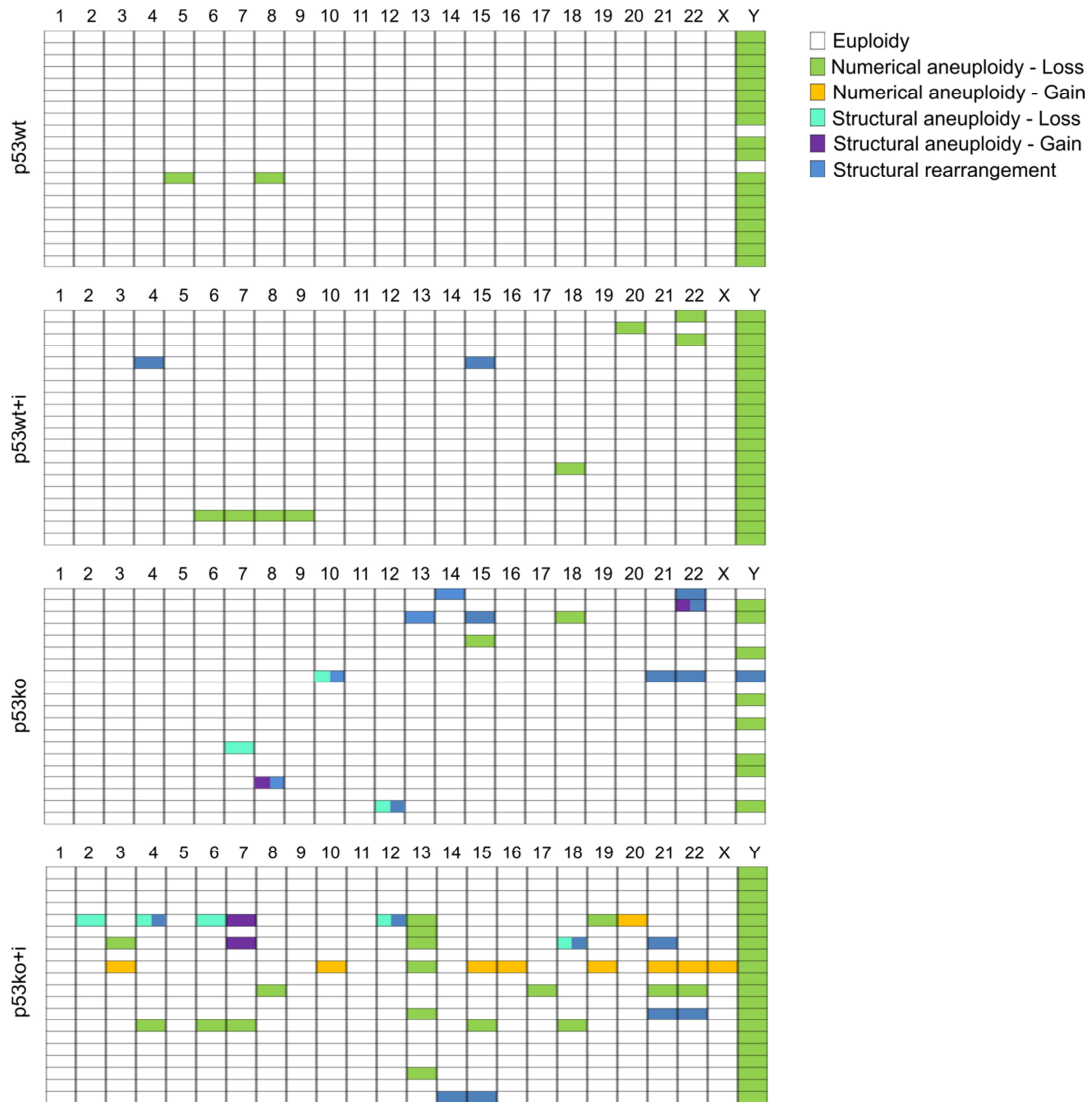 1 2 3 4 5 6 7 8 9 10 11 12 13 14 15 16 17 18 19 20 21 22 X Y
Euploidy
Numerical aneuploidy - Loss
Numerical aneuploidy - Gain
Structural aneuploidy - Loss
Structural aneuploidy - Gain
Structural rearrangement
p53wt
1 2 3 4 5 6 7 8 9 10 11 12 13 14 15 16 17 18 19 20 21 22 X Y
p53wt+i
1 2 3 4 5 6 7 8 9 10 11 12 13 14 15 16 17 18 19 20 21 22 X Y
p53ko
1 2 3 4 5 6 7 8 9 10 11 12 13 14 15 16 17 18 19 20 21 22 X Y
p53ko+i